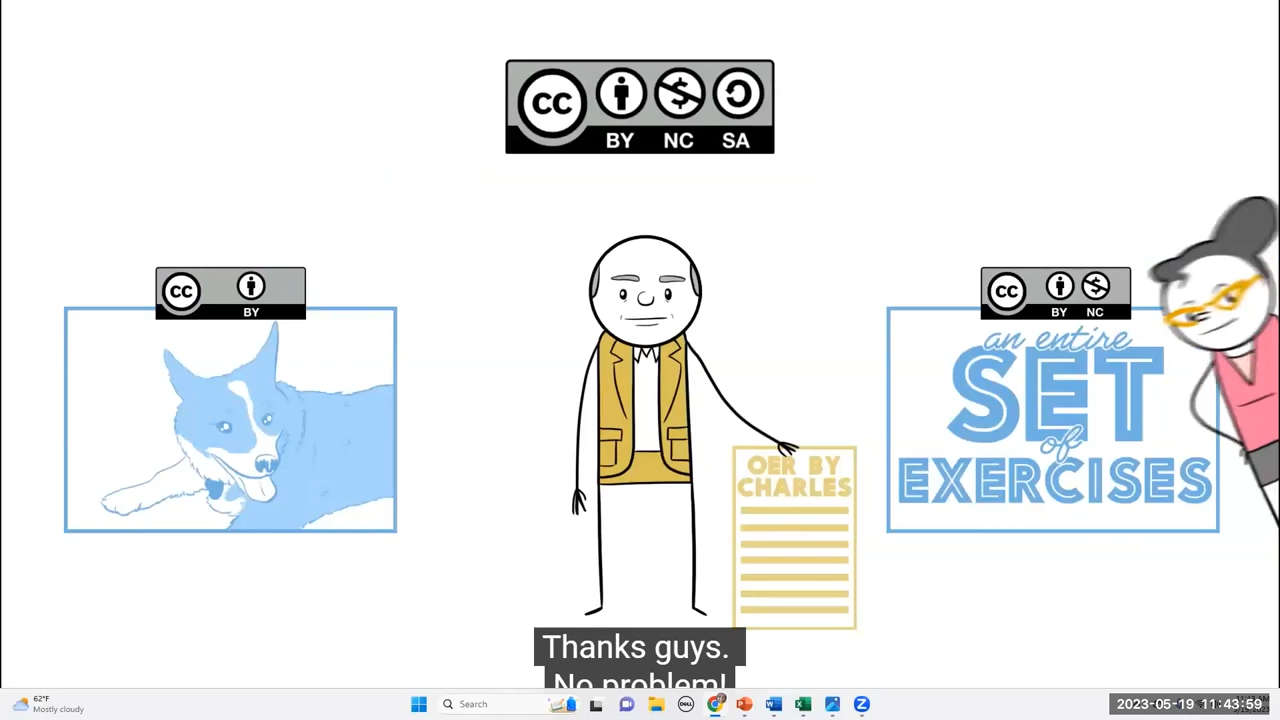 CC
BY NC SA
CC
BY
CC
BY NC
an entire
SET
of
EXERCISES
OER BY
CHARLES
Thanks guys.
No problem!
62°F
Mostly cloudy
Search
DELL
2023-05-19 11:43:59